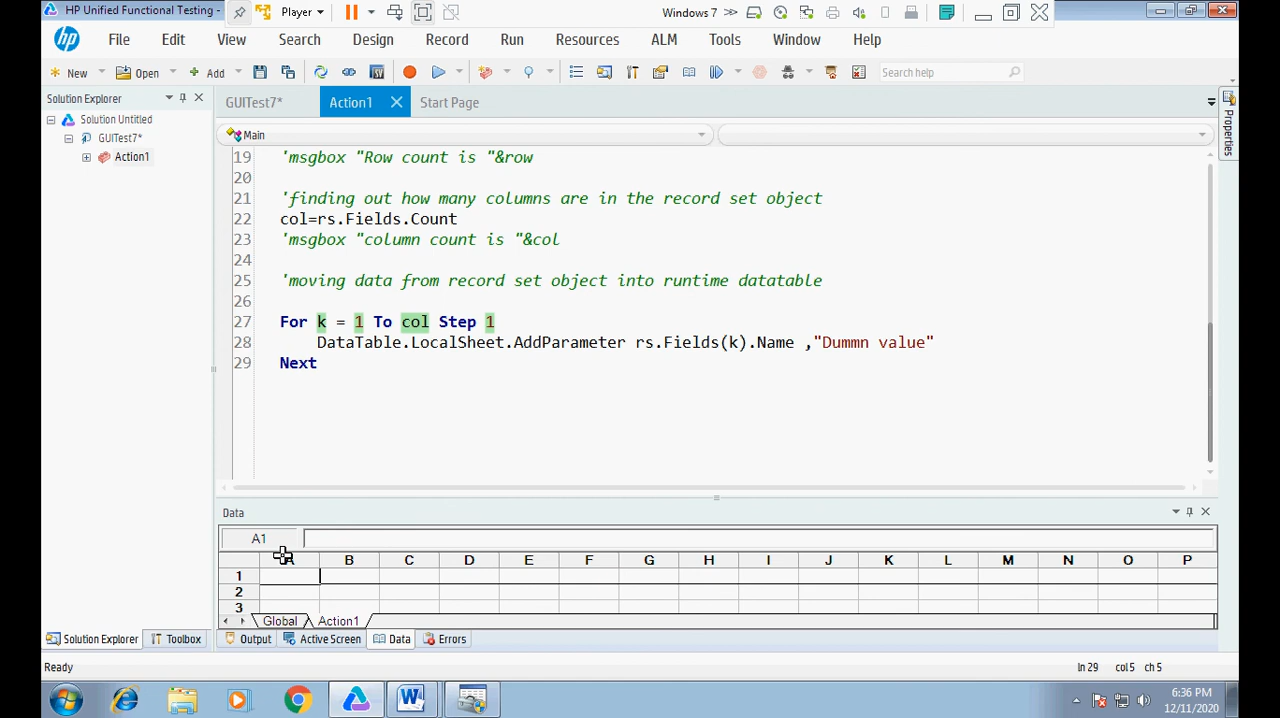 HP Unified Functional Testing -
Player
Windows 7
hp
File Edit View Search Design Record Run Resources ALM Tools Window Help
New Open Add Search help
Solution Explorer
GUITest7* Action1 Start Page
Solution Untitled
GUITest7*
Action1
Main
Properties
19 'msgbox "Row count is "&row
20
21 'finding out how many columns are in the record set object
22 col=rs.Fields.Count
23 'msgbox "column count is "&col
24
25 'moving data from record set object into runtime datatable
26
27 For k = 1 To col Step 1
28 DataTable.LocalSheet.AddParameter rs.Fields(k).Name ,"Dummn value"
29 Next
Data
A1
A B C D E F G H I J K L M N O P
1
2
3
Global Action1
Solution Explorer Toolbox Output Active Screen Data Errors
Ready Ln 29 col 5 ch 5
6:36 PM
12/11/2020